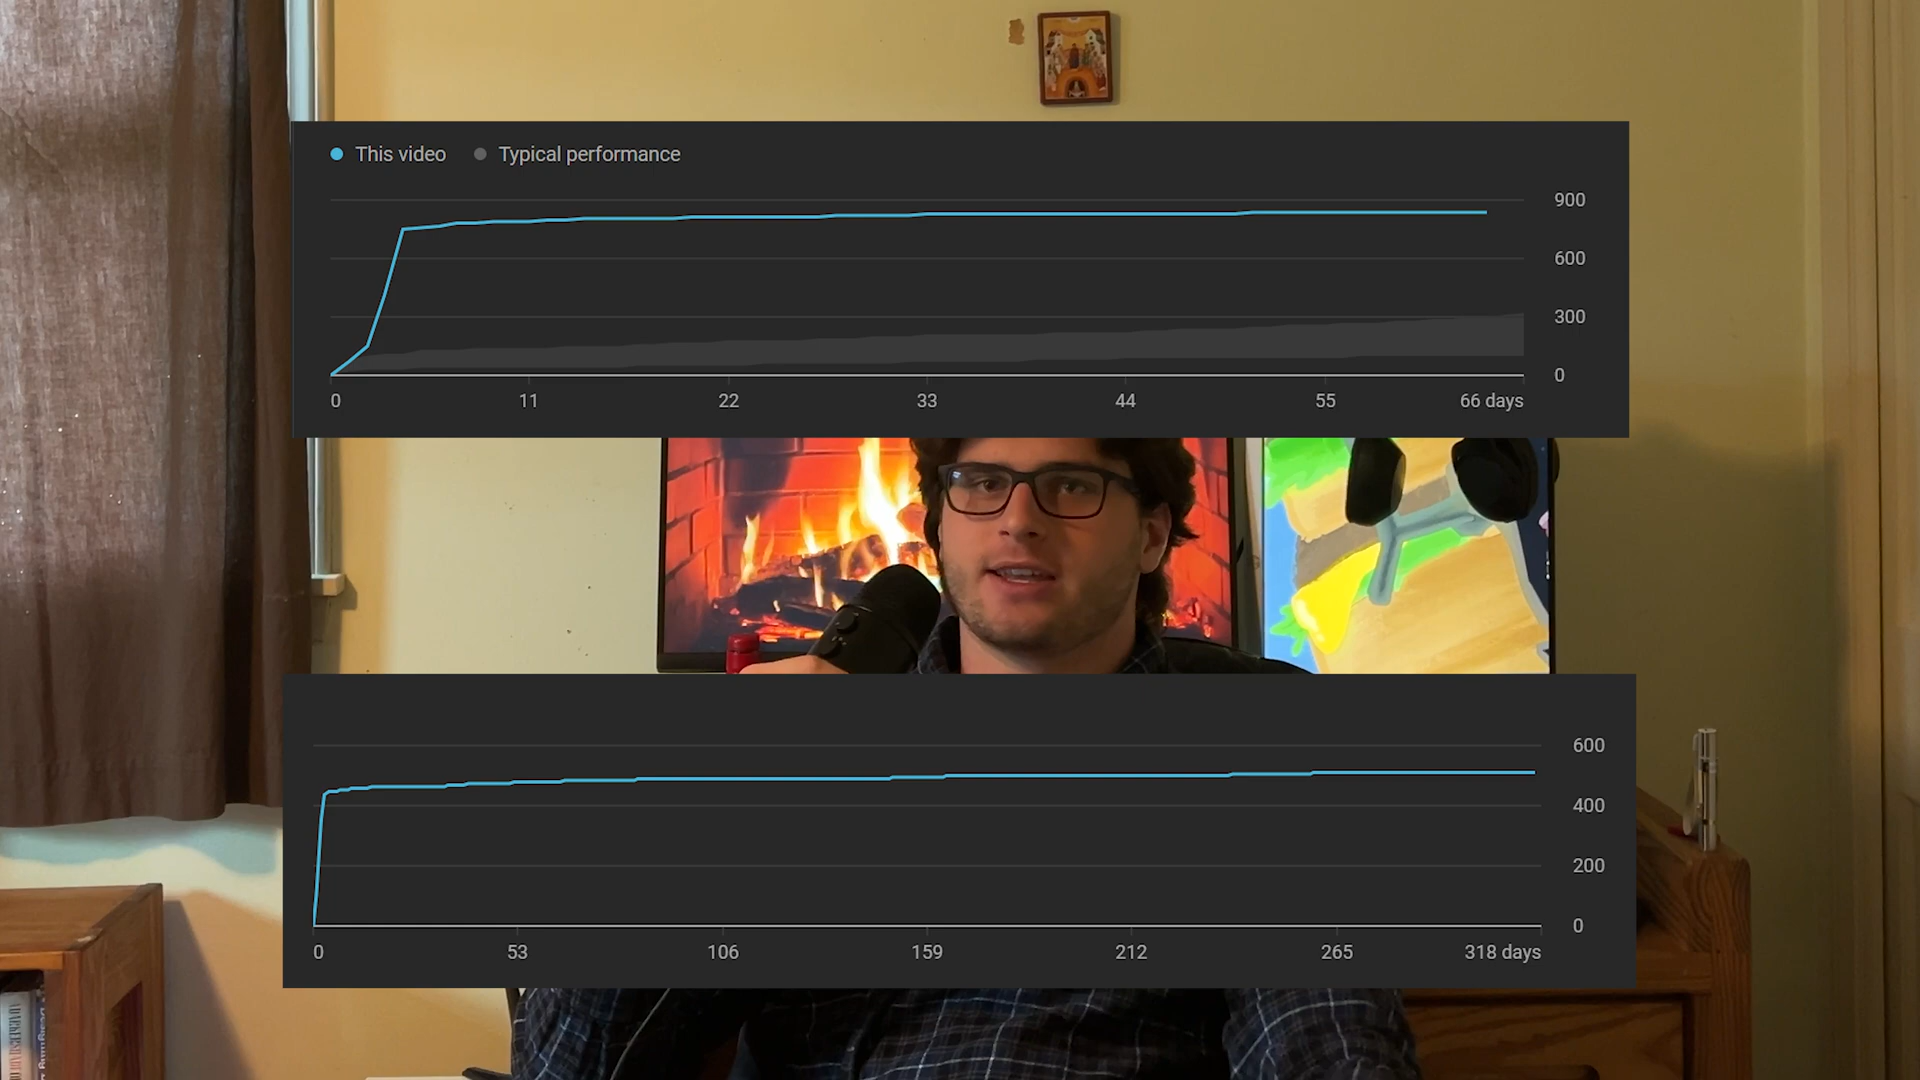 This video Typical performance
900
600
300
0
0 11 22 33 44 55 66 days
600
400
200
0
0 53 106 159 212 265 318 days